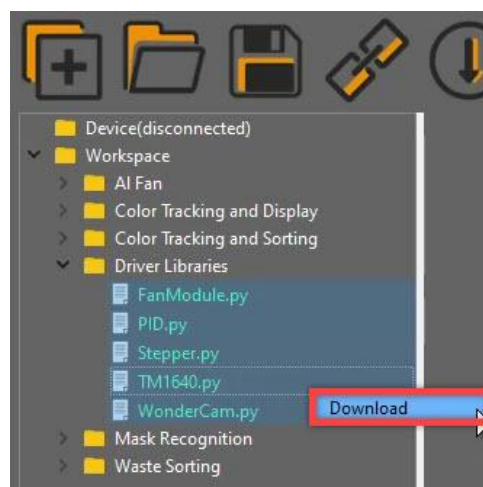 Device(disconnected)
Workspace
AI Fan
Color Tracking and Display
Color Tracking and Sorting
Driver Libraries
FanModule.py
PID.py
Stepper.py
TM1640.py
WonderCam.py
Download
Mask Recognition
Waste Sorting